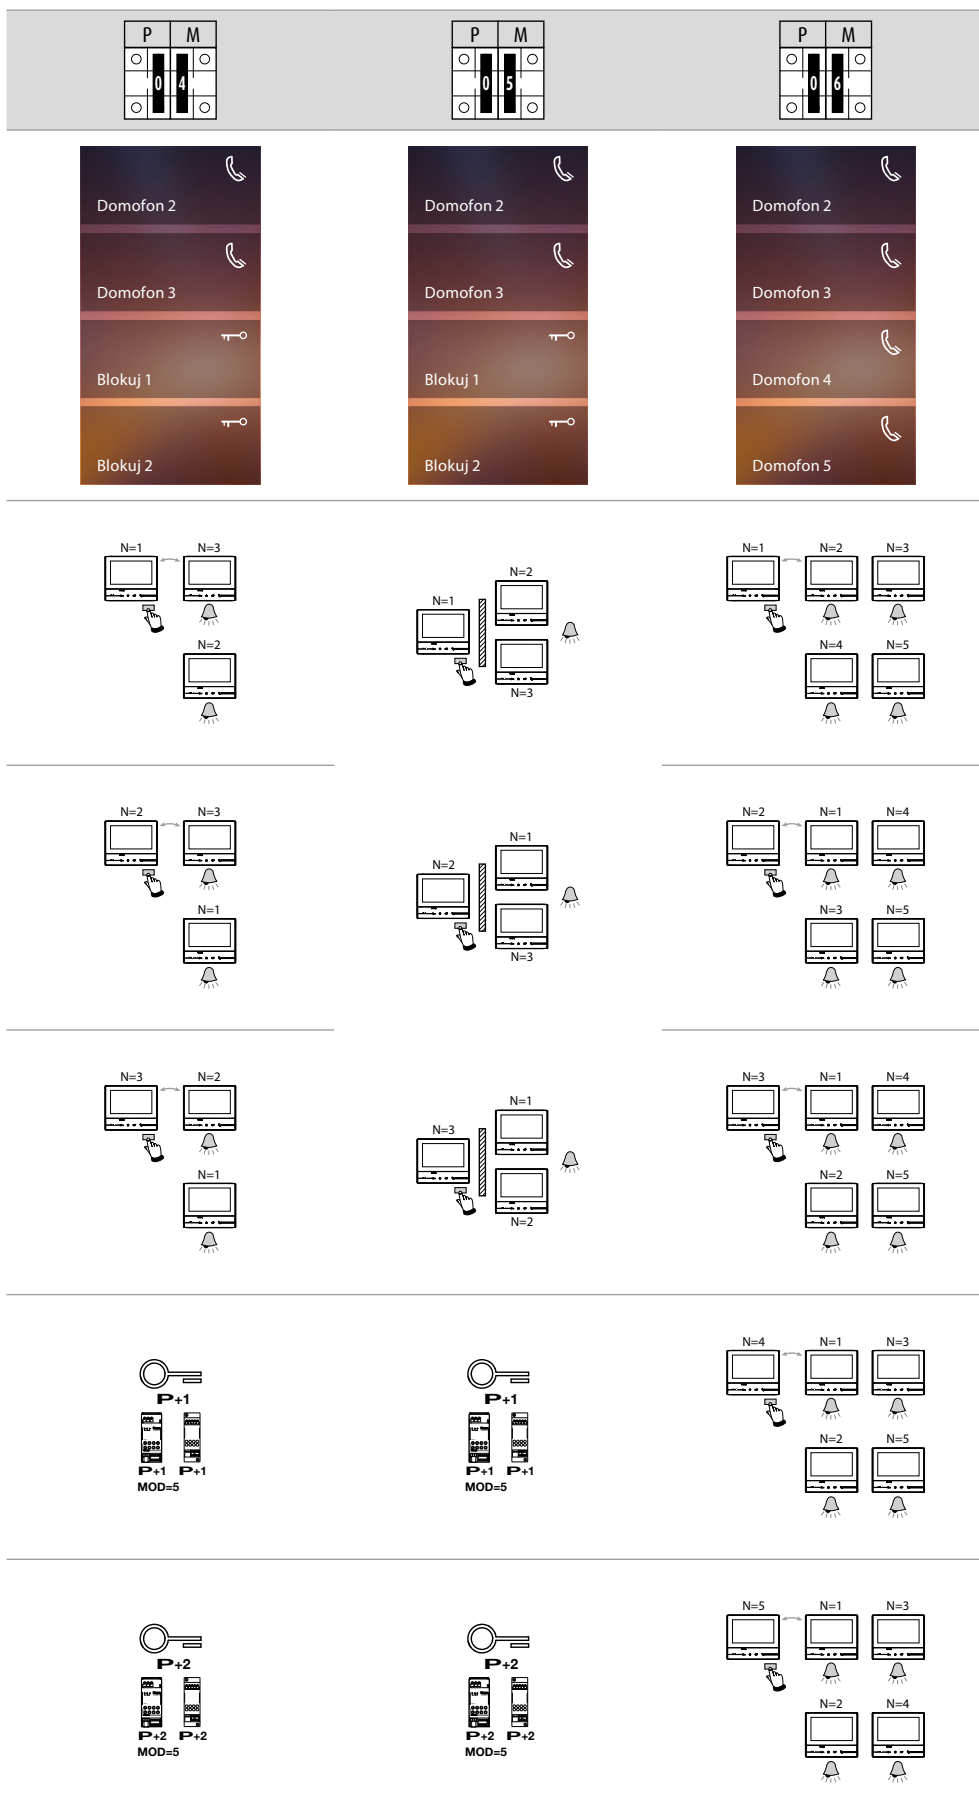 P M P M P M
0 4 0 5 0 6
Domofon 2 Domofon 2 Domofon 2
Domofon 3 Domofon 3 Domofon 3
Blokuj 1 Blokuj 1 Domofon 4
Blokuj 2 Blokuj 2 Domofon 5
N=1 N=3 N=1 N=2 N=3
N=2
N=1
N=2 N=4 N=5
N=3
N=2 N=3 N=2 N=1 N=4
N=1
N=2
N=1 N=3 N=5
N=3
N=3 N=2 N=3 N=1 N=4
N=1
N=3
N=1 N=2 N=5
N=2
N=4 N=1 N=3
P+1 P+1
N=2 N=5
P+1 P+1 P+1 P+1
MOD=5 MOD=5
N=5 N=1 N=3
P+2 P+2
N=2 N=4
P+2 P+2 P+2 P+2
MOD=5 MOD=5